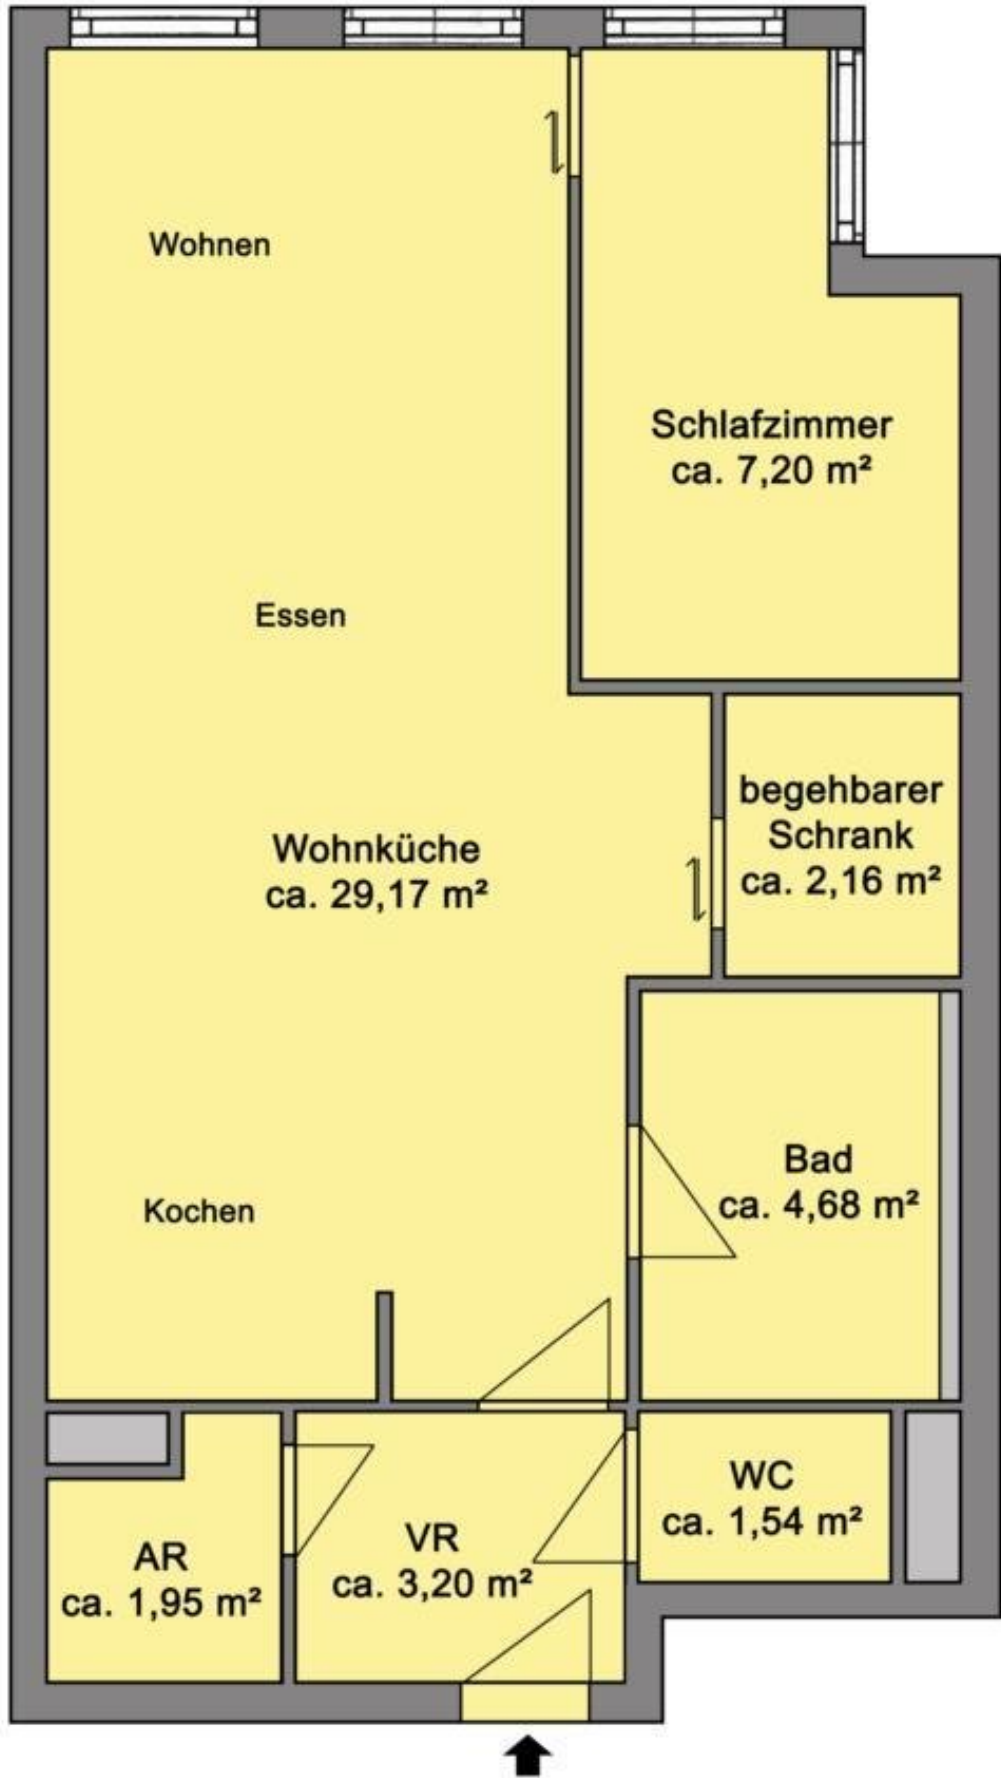 Wohnen
Schlafzimmer
ca. 7,20 m²
Essen
begehbarer
Schrank
ca. 2,16 m²
Wohnküche
ca. 29,17 m²
Bad
ca. 4,68 m²
Kochen
WC
ca. 1,54 m²
VR
ca. 3,20 m²
AR
ca. 1,95 m²